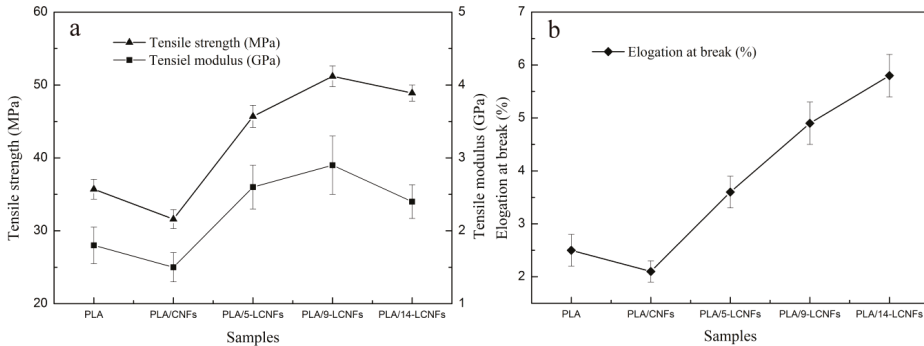 a
Tensile strength (MPa)
Tensiel modulus (GPa)
60
50
40
30
20
Tensile strength (MPa)
5
4
3
2
1
Tensile modulus (GPa)
PLA
PLA/CNFs
PLA/5-LCNFs
PLA/9-LCNFs
PLA/14-LCNFs
Samples
b
Elogation at break (%)
7
6
5
4
3
2
Elogation at break (%)
PLA
PLA/CNFs
PLA/5-LCNFs
PLA/9-LCNFs
PLA/14-LCNFs
Samples